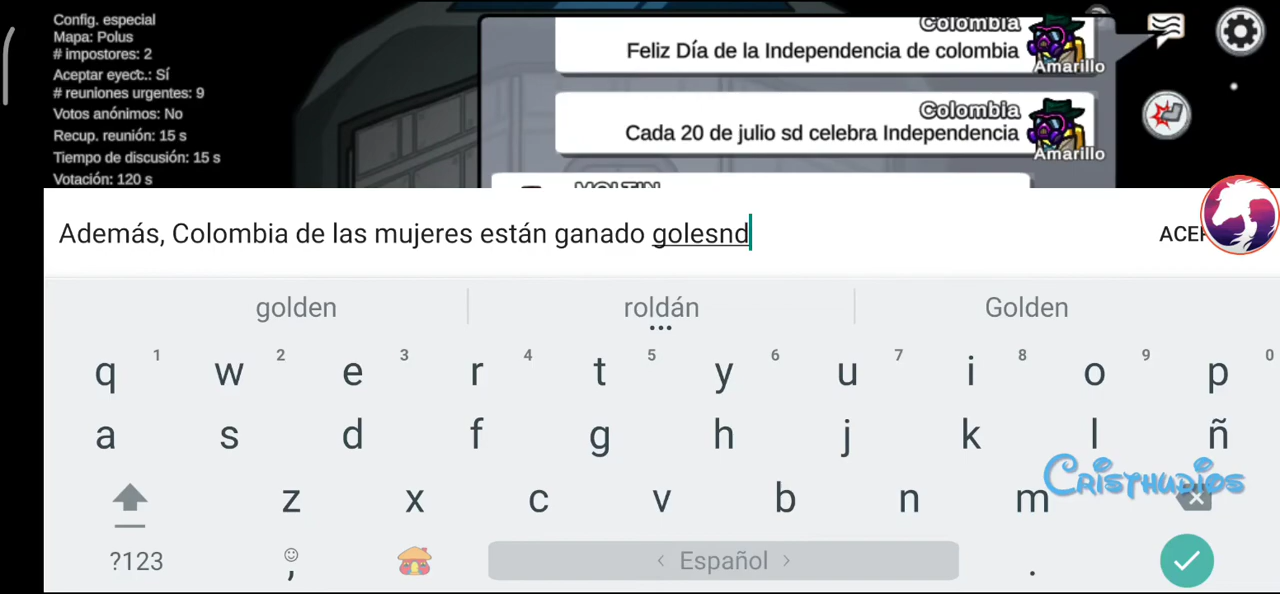 Config. especial
Mapa: Polus
# impostores: 2
Aceptar eyect.: Sí
# reuniones urgentes: 9
Votos anónimos: No
Recup. reunión: 15 s
Tiempo de discusión: 15 s
Votación: 120 s
Colombia
Feliz Día de la Independencia de colombia
Amarillo
Colombia
Cada 20 de julio sd celebra Independencia
Amarillo
MOLTIN
Además, Colombia de las mujeres están ganado golesnd
golden roldán Golden
1 2 3 4 5 6 7 8 9 0
q w e r t y u i o p
a s d f g h j k l ñ
Cristhudios
z x c v b n m
?123 , < Español > .